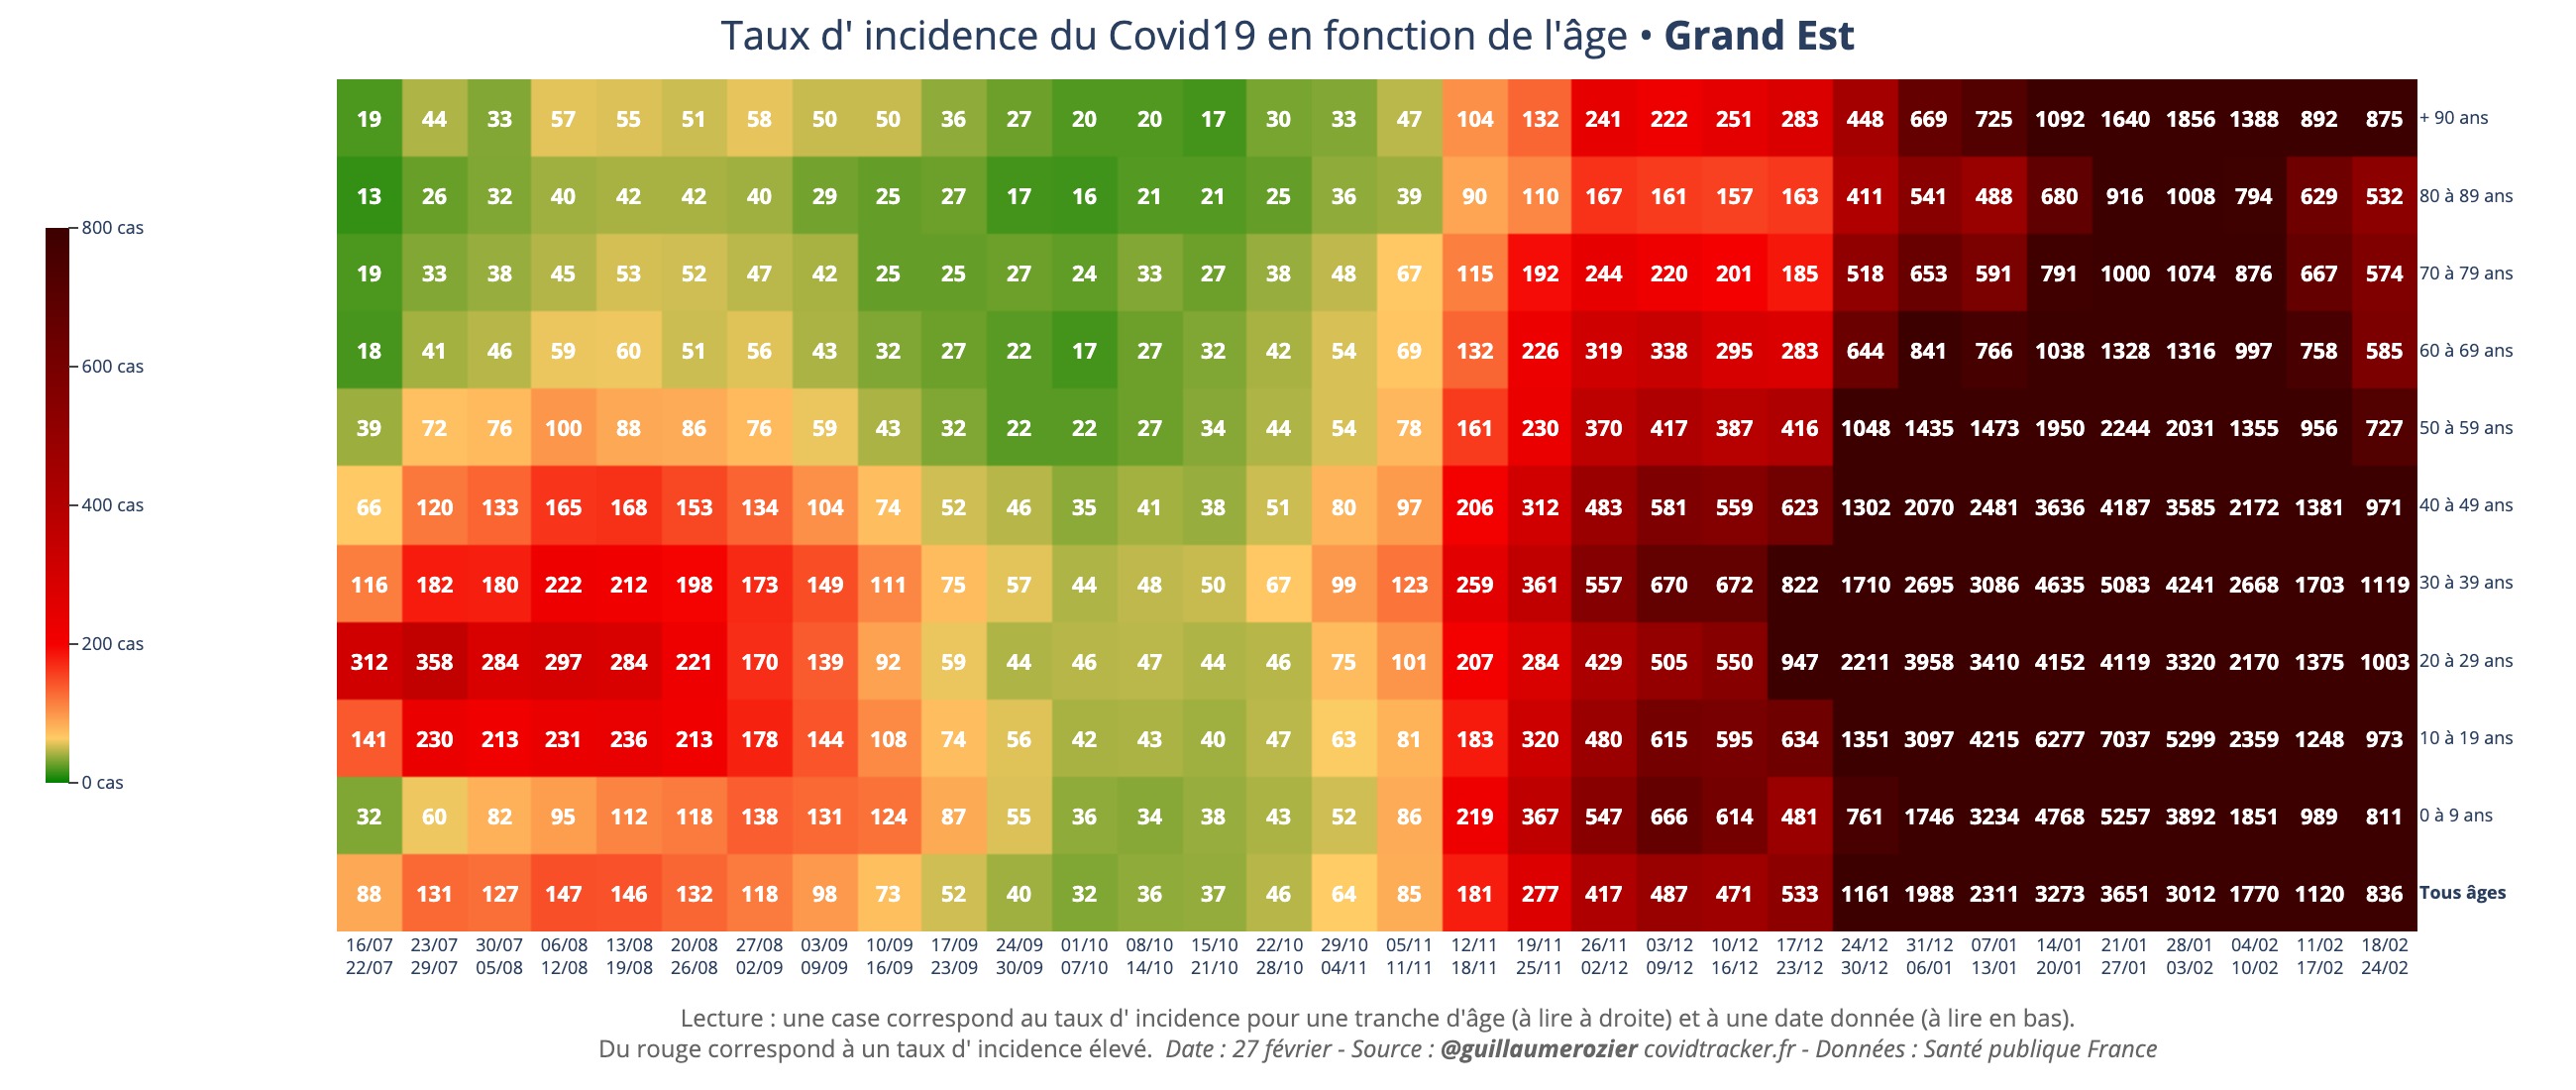 Taux d' incidence du Covid19 en fonction de l'âge • Grand Est
19 44 33 57 55 51 58 50 50 36 27 20 20 17 30 33 47 104 132 241 222 251 283 448 669 725 1092 1640 1856 1388 892 875 + 90 ans
13 26 32 40 42 42 40 29 25 27 17 16 21 21 25 36 39 90 110 167 161 157 163 411 541 488 680 916 1008 794 629 532 80 à 89 ans
19 33 38 45 53 52 47 42 25 25 27 24 33 27 38 48 67 115 192 244 220 201 185 518 653 591 791 1000 1074 876 667 574 70 à 79 ans
18 41 46 59 60 51 56 43 32 27 22 17 27 32 42 54 69 132 226 319 338 295 283 644 841 766 1038 1328 1316 997 758 585 60 à 69 ans
39 72 76 100 88 86 76 59 43 32 22 22 27 34 44 54 78 161 230 370 417 387 416 1048 1435 1473 1950 2244 2031 1355 956 727 50 à 59 ans
66 120 133 165 168 153 134 104 74 52 46 35 41 38 51 80 97 206 312 483 581 559 623 1302 2070 2481 3636 4187 3585 2172 1381 971 40 à 49 ans
116 182 180 222 212 198 173 149 111 75 57 44 48 50 67 99 123 259 361 557 670 672 822 1710 2695 3086 4635 5083 4241 2668 1703 1119 30 à 39 ans
312 358 284 297 284 221 170 139 92 59 44 46 47 44 46 75 101 207 284 429 505 550 947 2211 3958 3410 4152 4119 3320 2170 1375 1003 20 à 29 ans
141 230 213 231 236 213 178 144 108 74 56 42 43 40 47 63 81 183 320 480 615 595 634 1351 3097 4215 6277 7037 5299 2359 1248 973 10 à 19 ans
32 60 82 95 112 118 138 131 124 87 55 36 34 38 43 52 86 219 367 547 666 614 481 761 1746 3234 4768 5257 3892 1851 989 811 0 à 9 ans
88 131 127 147 146 132 118 98 73 52 40 32 36 37 46 64 85 181 277 417 487 471 533 1161 1988 2311 3273 3651 3012 1770 1120 836 Tous âges
16/07 23/07 30/07 06/08 13/08 20/08 27/08 03/09 10/09 17/09 24/09 01/10 08/10 15/10 22/10 29/10 05/11 12/11 19/11 26/11 03/12 10/12 17/12 24/12 31/12 07/01 14/01 21/01 28/01 04/02 11/02 18/02
22/07 29/07 05/08 12/08 19/08 26/08 02/09 09/09 16/09 23/09 30/09 07/10 14/10 21/10 28/10 04/11 11/11 18/11 25/11 02/12 09/12 16/12 23/12 30/12 06/01 13/01 20/01 27/01 03/02 10/02 17/02 24/02
800 cas
600 cas
400 cas
200 cas
0 cas
Lecture : une case correspond au taux d' incidence pour une tranche d'âge (à lire à droite) et à une date donnée (à lire en bas).
Du rouge correspond à un taux d' incidence élevé. Date : 27 février - Source : @guillaumerozier covidtracker.fr - Données : Santé publique France